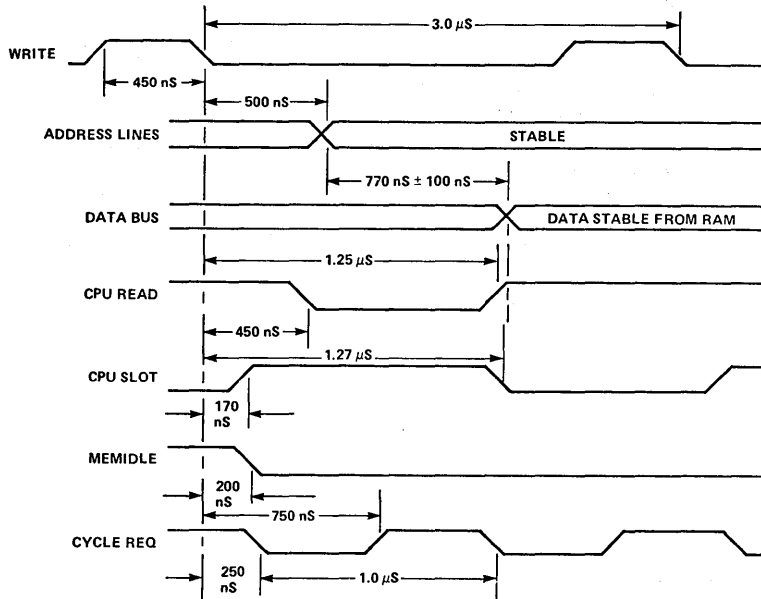 3.0 μS
WRITE
450 nS
500 nS
ADDRESS LINES
STABLE
770 nS ± 100 nS
DATA BUS
DATA STABLE FROM RAM
1.25 μS
CPU READ
450 nS
1.27 μS
CPU SLOT
170
nS
MEMIDLE
200
nS
750 nS
CYCLE REQ
250
nS
1.0 μS